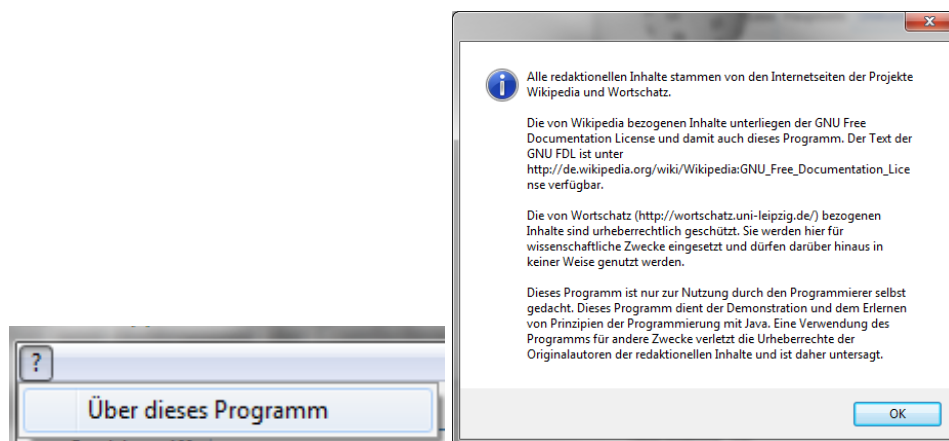 ?
Über dieses Programm
Alle redaktionellen Inhalte stammen von den Internetseiten der Projekte
Wikipedia und Wortschatz.
Die von Wikipedia bezogenen Inhalte unterliegen der GNU Free
Documentation License und damit auch dieses Programm. Der Text der
GNU FDL ist unter
http://de.wikipedia.org/wiki/Wikipedia:GNU_Free_Documentation_Lice
nse verfügbar.
Die von Wortschatz (http://wortschatz.uni-leipzig.de/) bezogenen
Inhalte sind urheberrechtlich geschützt. Sie werden hier für
wissenschaftliche Zwecke eingesetzt und dürfen darüber hinaus in
keiner Weise genutzt werden.
Dieses Programm ist nur zur Nutzung durch den Programmierer selbst
gedacht. Dieses Programm dient der Demonstration und dem Erlernen
von Prinzipien der Programmierung mit Java. Eine Verwendung des
Programms für andere Zwecke verletzt die Urheberrechte der
Originalautoren der redaktionellen Inhalte und ist daher untersagt.
OK